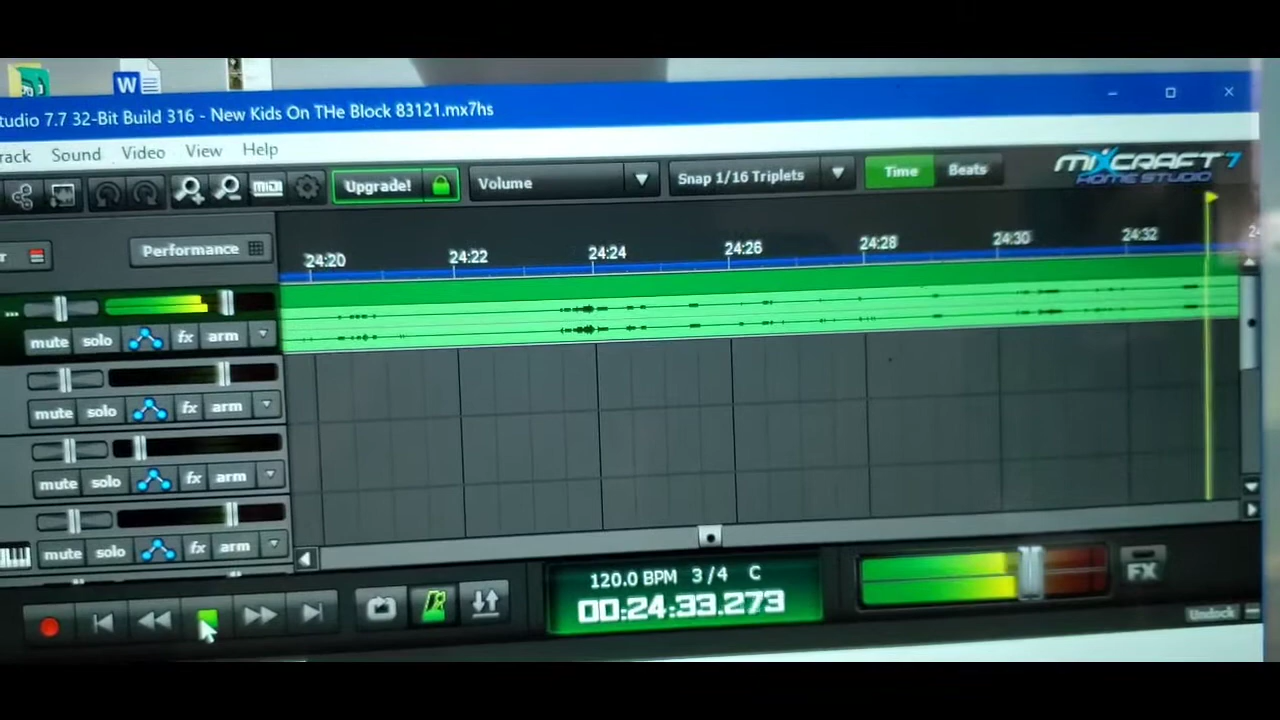 W
tudio 7.7 32-Bit Build 316 - New Kids On THe Block 83121.mx7hs
rack Sound Video View Help
Upgrade! Volume Snap 1/16 Triplets Time Beats MIXCRAFT 7
HOME STUDIO
r Performance 24:20 24:22 24:24 24:26 24:28 24:30 24:32 24
...
mute solo fx arm
mute solo fx arm
mute solo fx arm
mute solo fx arm
120.0 BPM 3/4 C
00:24:33.273
FX
Undock